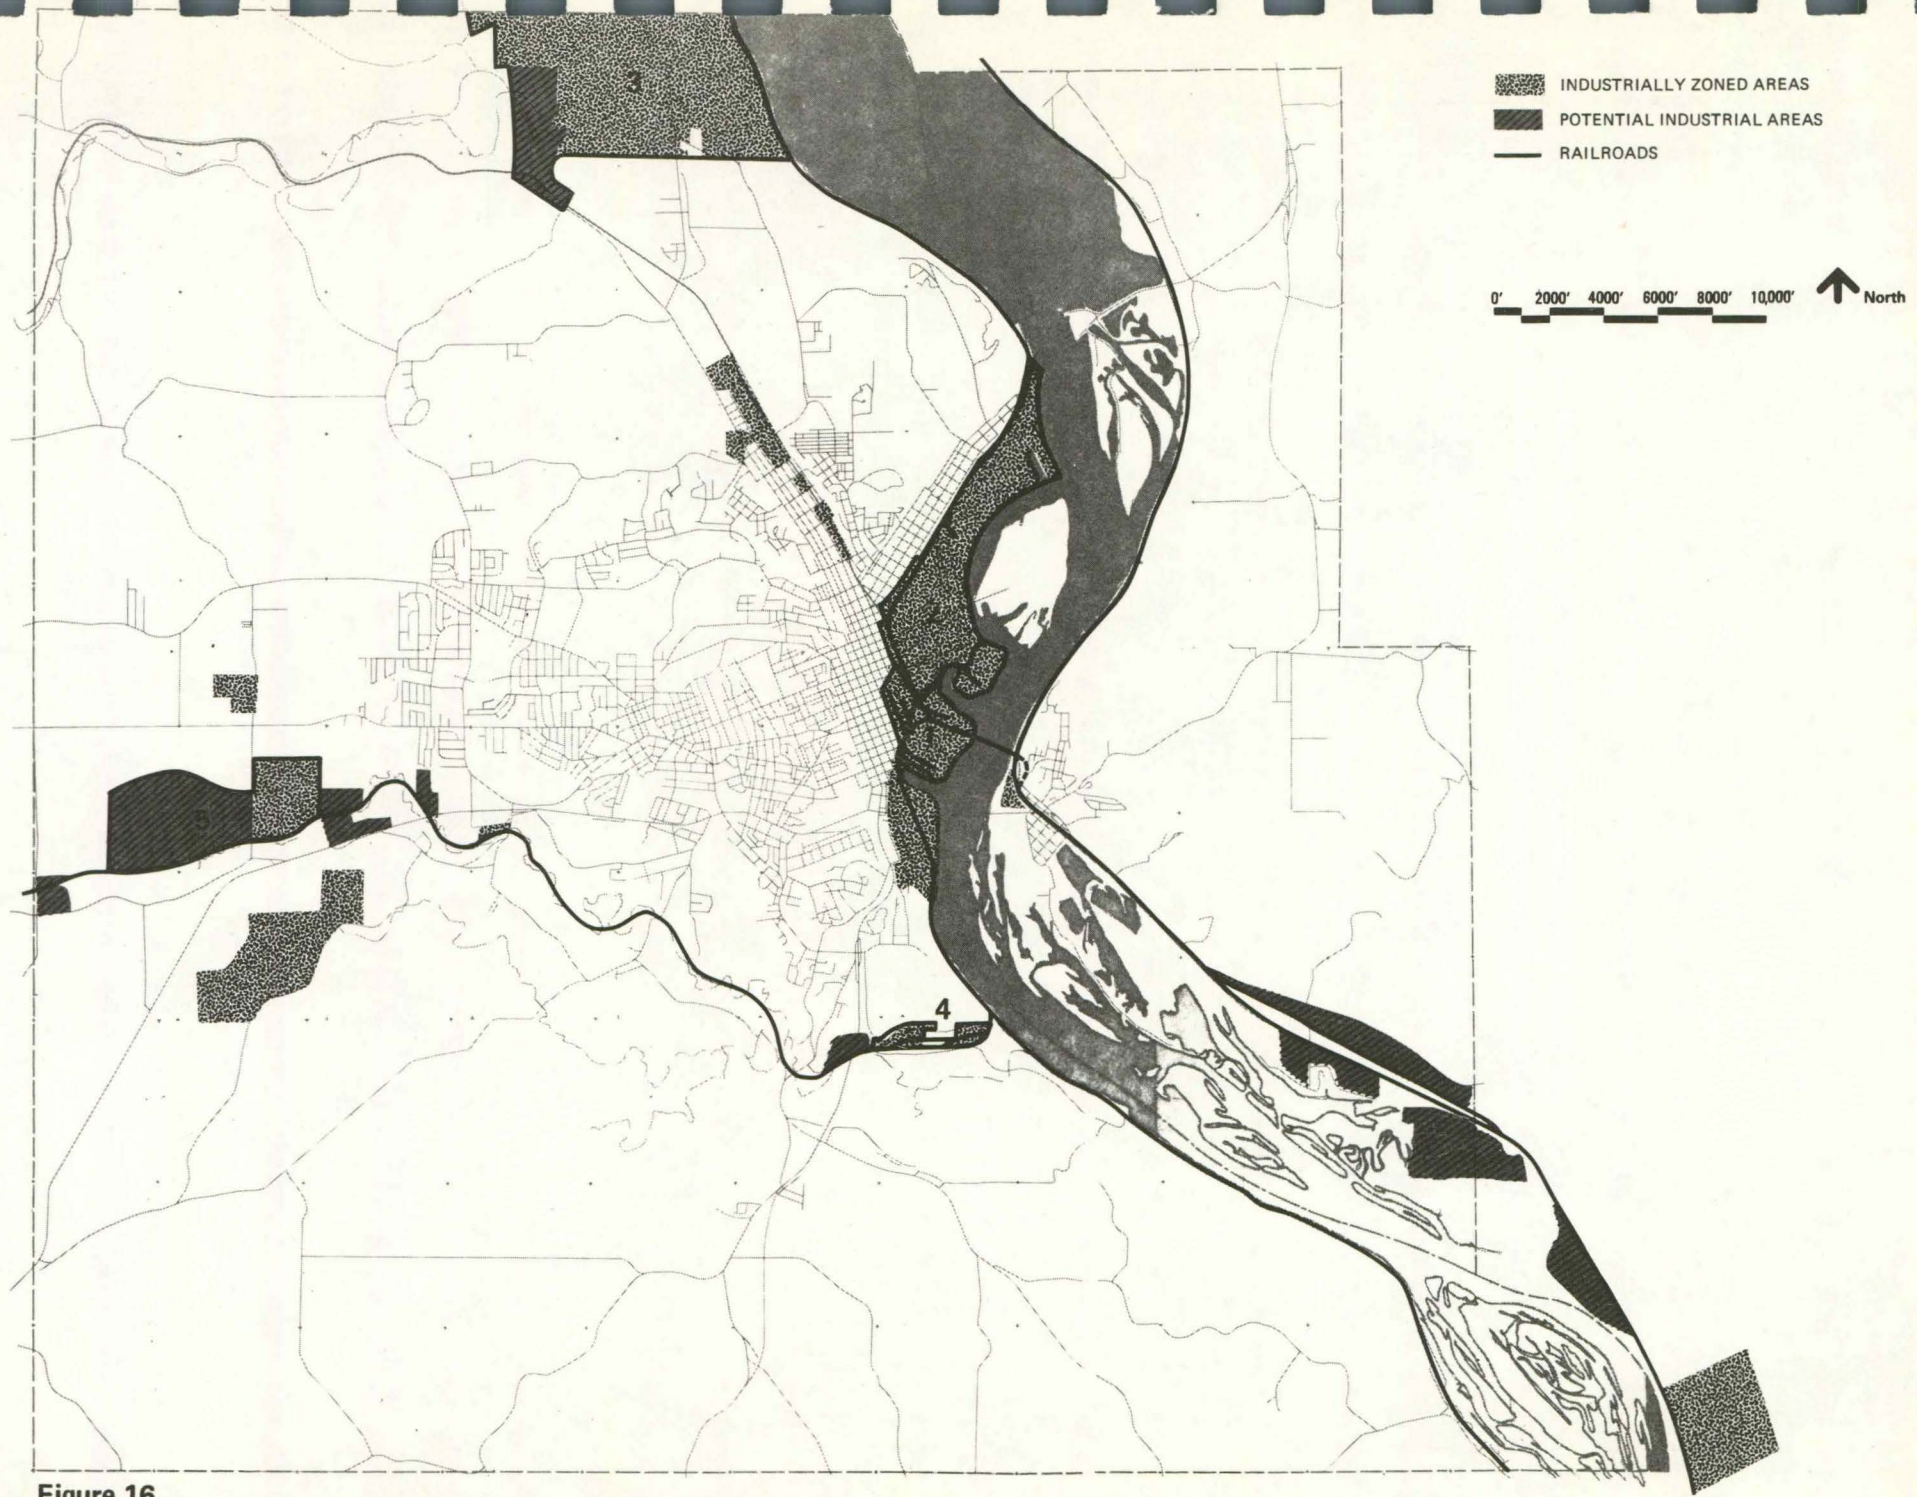 INDUSTRIALLY ZONED AREAS
POTENTIAL INDUSTRIAL AREAS
RAILROADS
0' 2000' 4000' 6000' 8000' 10,000'
North
3
5
4
Figure 16